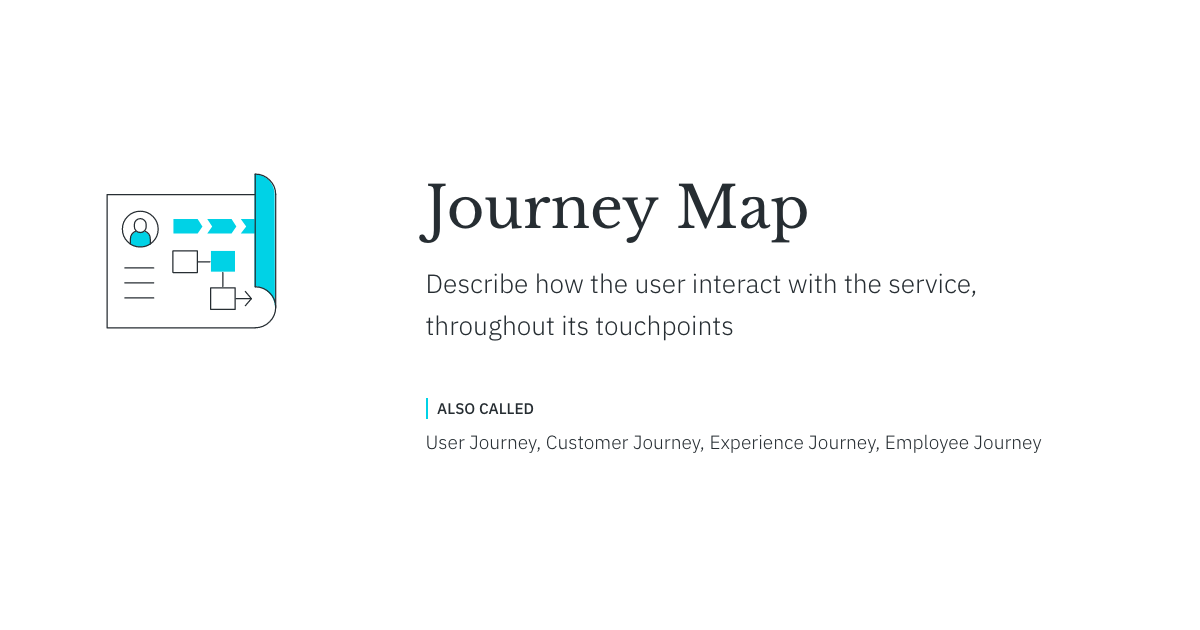 Journey Map
Describe how the user interact with the service,
throughout its touchpoints
ALSO CALLED
User Journey, Customer Journey, Experience Journey, Employee Journey